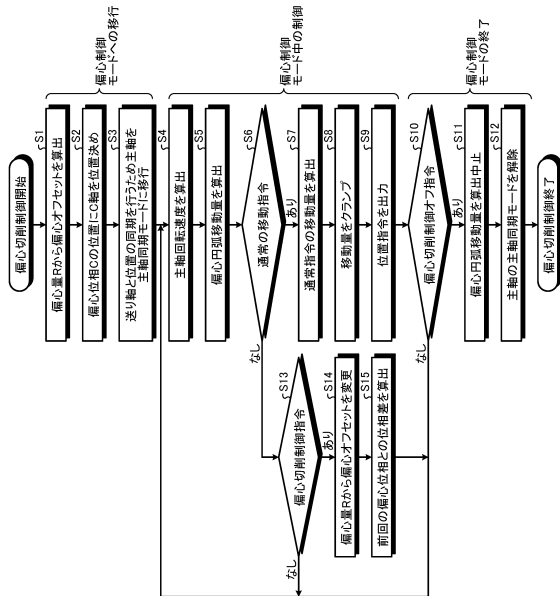 偏心切削制御開始
S1
偏心量Rから偏心オフセットを算出
S2
偏心位相Cの位置にC軸を位置決め
S3
送り軸と位置の同期を行うため主軸を
主軸同期モードに移行
偏心制御
モードへの移行
S4
主軸回転速度を算出
S5
偏心円弧移動量を算出
S6
通常の移動指令
なし
あり
S7
通常指令の移動量を算出
S8
移動量をクランプ
S9
位置指令を出力
偏心制御
モード中の制御
S13
偏心切削制御指令
なし
あり
S14
偏心量Rから偏心オフセットを変更
S15
前回の偏心位相との位相差を算出
S10
偏心切削制御オフ指令
なし
あり
S11
偏心円弧移動量を算出中止
S12
主軸の主軸同期モードを解除
偏心制御
モードの終了
偏心切削制御終了